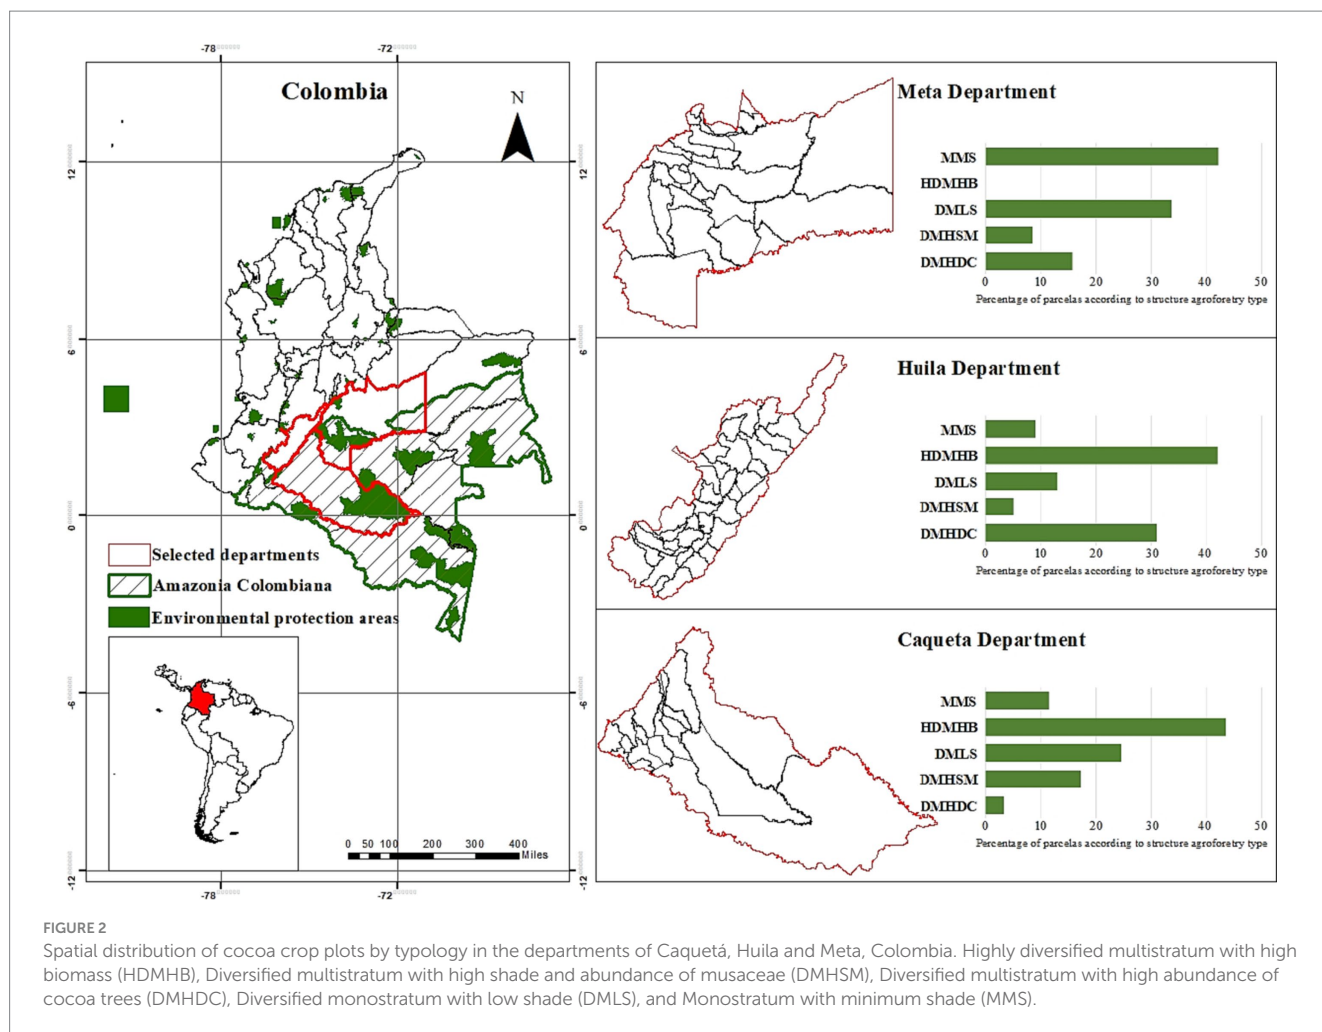 -78
-72
Colombia
N
12
12
6
6
0
0
-6
-6
-12
-12
Selected departments
Amazonia Colombiana
Environmental protection areas
0 50 100 200 300 400
Miles
-78
-72
Meta Department
MMS
HDMHB
DMLS
DMHSM
DMHDC
0 10 20 30 40 50
Percentage of parcelas according to structure agroforetry type
Huila Department
MMS
HDMHB
DMLS
DMHSM
DMHDC
0 10 20 30 40 50
Percentage of parcelas according to structure agroforetry type
Caqueta Department
MMS
HDMHB
DMLS
DMHSM
DMHDC
0 10 20 30 40 50
Percentage of parcelas according to structure agroforetry type
FIGURE 2
Spatial distribution of cocoa crop plots by typology in the departments of Caquetá, Huila and Meta, Colombia. Highly diversified multistratum with high
biomass (HDMHB), Diversified multistratum with high shade and abundance of musaceae (DMHSM), Diversified multistratum with high abundance of
cocoa trees (DMHDC), Diversified monostratum with low shade (DMLS), and Monostratum with minimum shade (MMS).